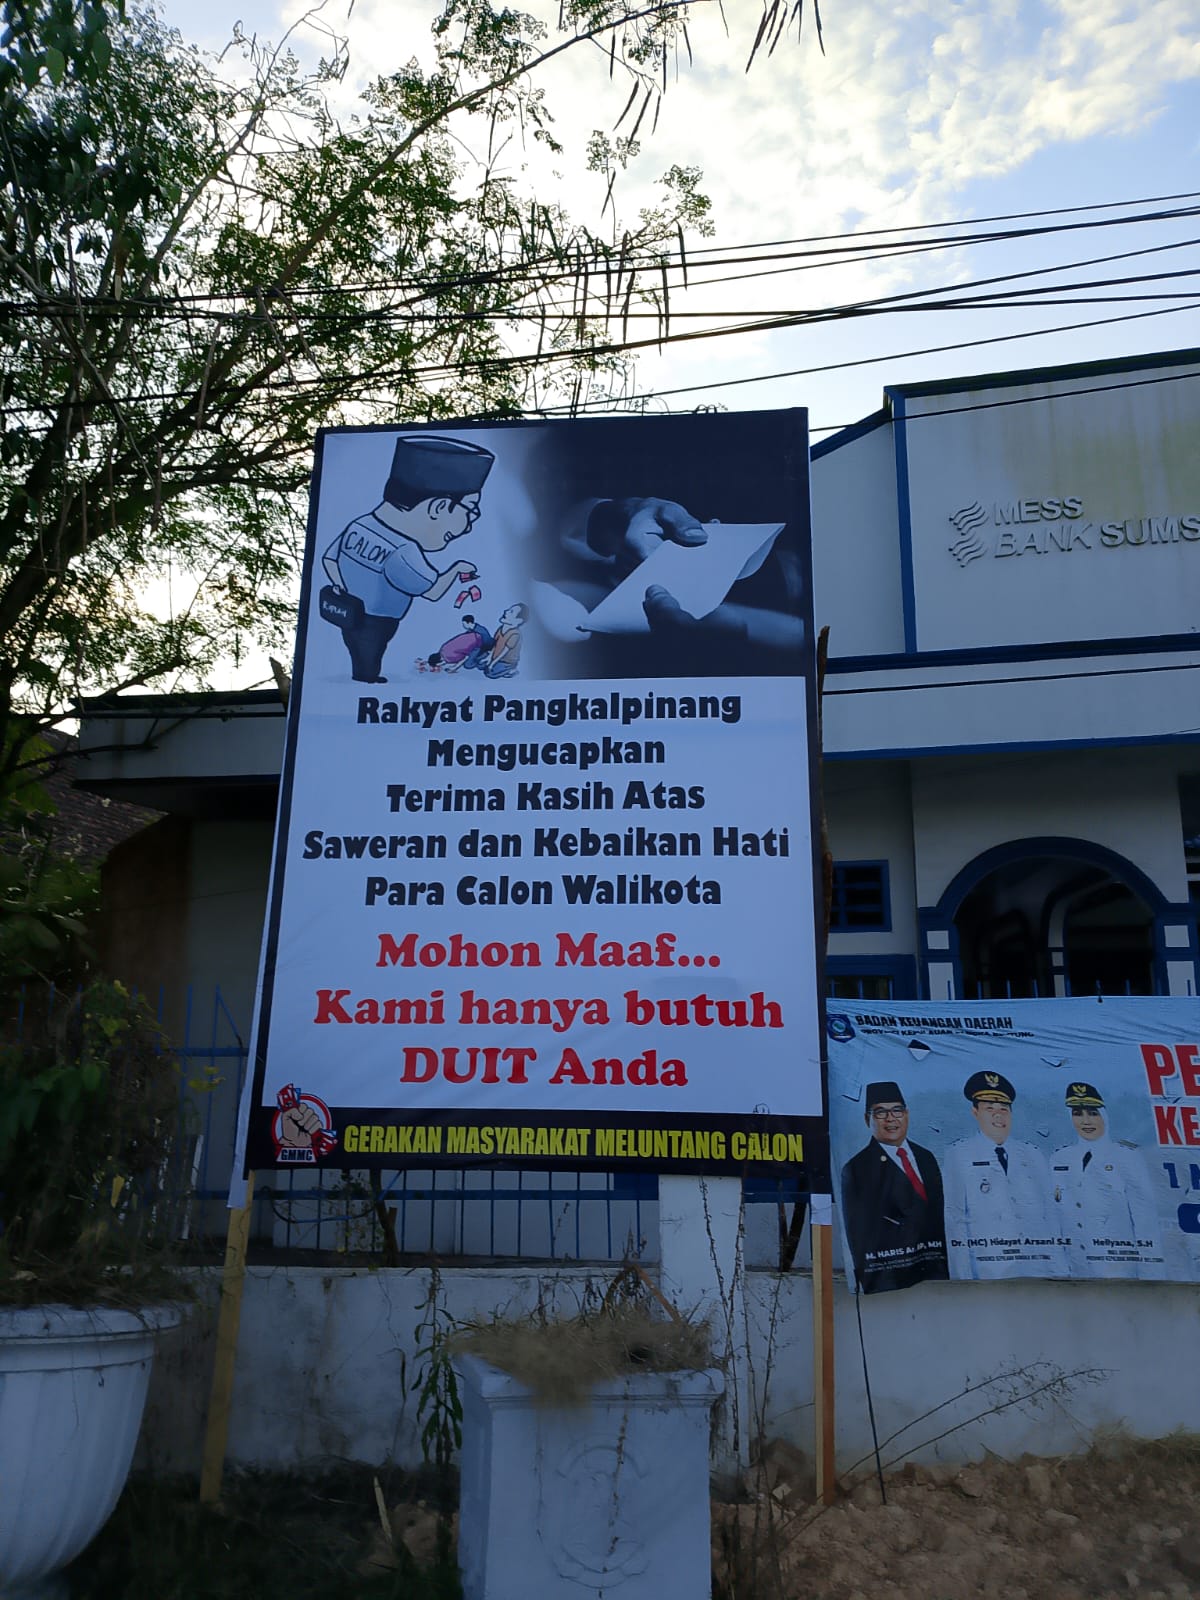 CALON
Rakyat Pangkalpinang
Mengucapkan
Terima Kasih Atas
Saweran dan Kebaikan Hati
Para Calon Walikota
Mohon Maaf...
Kami hanya butuh
DUIT Anda
GMMC
GERAKAN MASYARAKAT MELUNTANG CALON
MESS
BANK SUMS
BADAN KEUANGAN DAERAH
PE
KE
M. HARIS
MH
Dr. (HC) Hidayat Arsani S.E
Hellyana, S.H